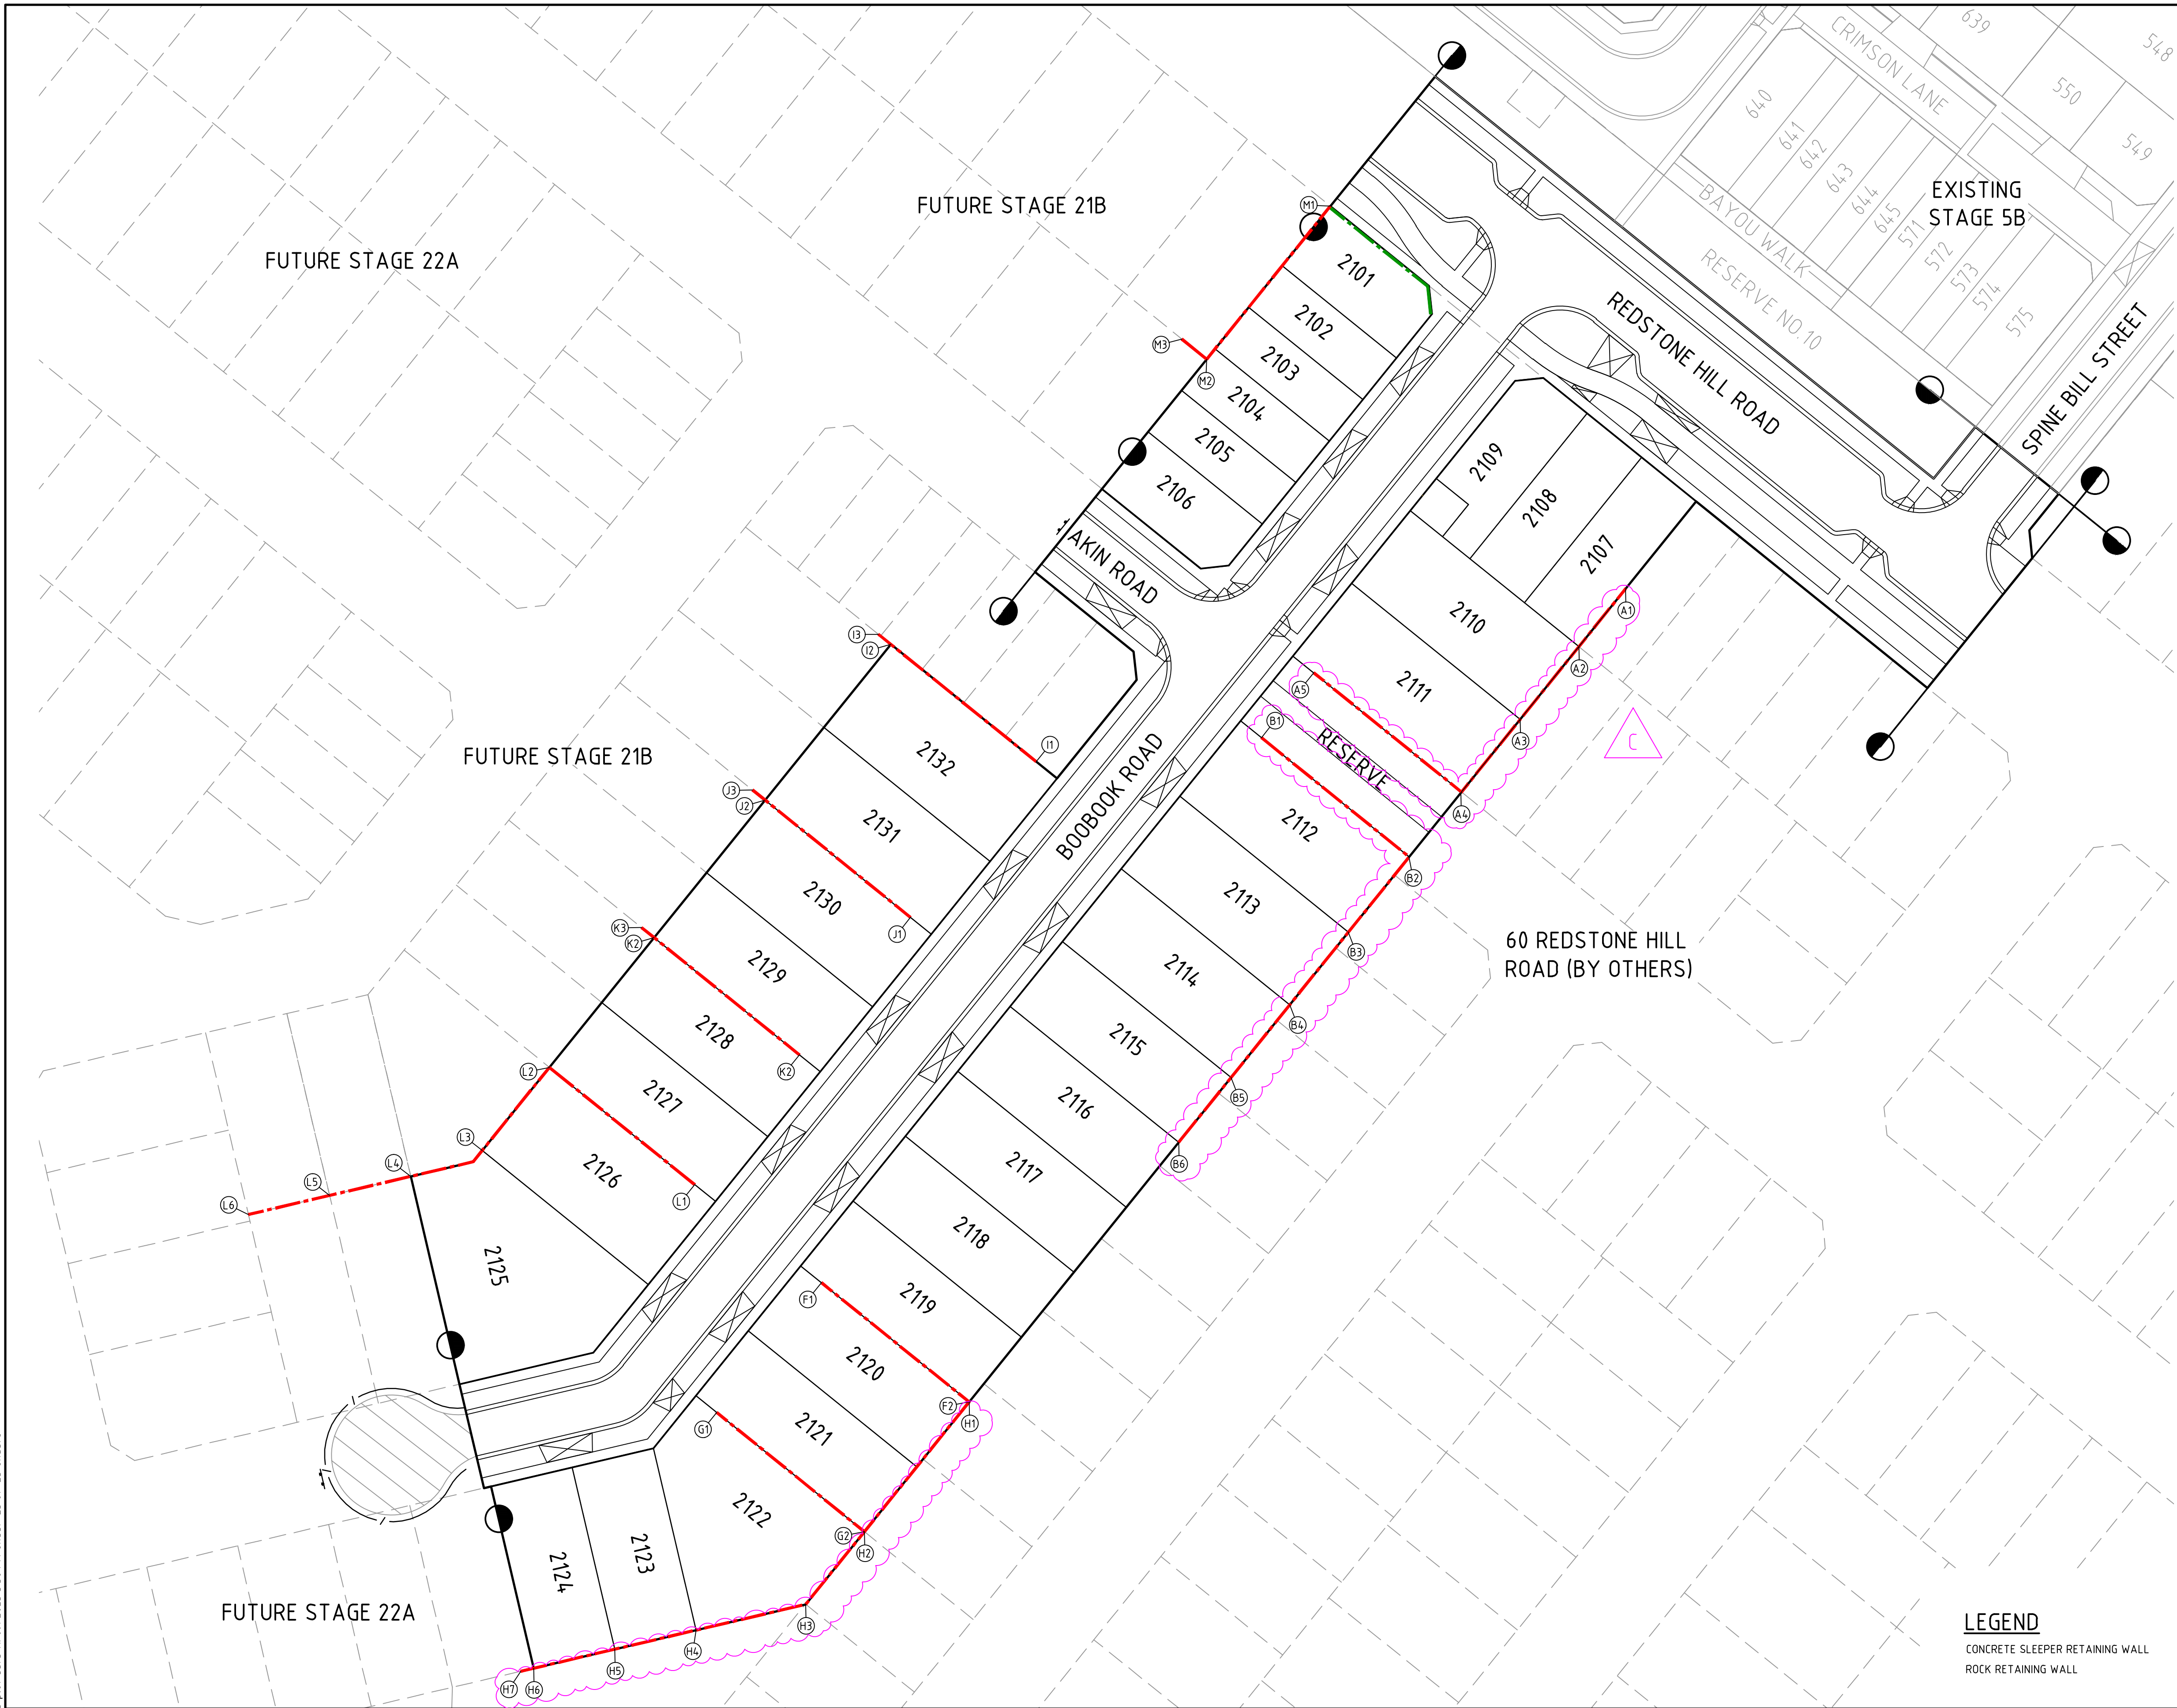 639
548
CRIMSON LANE
550
640
549
641
642
643
EXISTING
STAGE 5B
644
645
571
572
573
574
575
BAYOU WALK
RESERVE NO.10
FUTURE STAGE 21B
FUTURE STAGE 22A
M1
2101
2102
2103
2104
2105
2106
M3
M2
REDSTONE HILL ROAD
SPINE BILL STREET
2109
2108
2107
AKIN ROAD
2110
2111
A1
A2
A3
A4
A5
C
I3
I2
I1
B1
RESERVE
2132
2131
2130
2129
2128
2127
2126
2125
FUTURE STAGE 21B
BOOBOOK ROAD
J3
J2
J1
2112
2113
2114
2115
2116
2117
2118
2119
2120
2121
2122
2123
2124
B2
B3
B4
B5
B6
60 REDSTONE HILL
ROAD (BY OTHERS)
K3
K2
K2
L2
L3
L4
L5
L6
L1
F1
F2
H1
G1
G2
H2
H3
H4
H5
H6
H7
FUTURE STAGE 22A
LEGEND
CONCRETE SLEEPER RETAINING WALL
ROCK RETAINING WALL